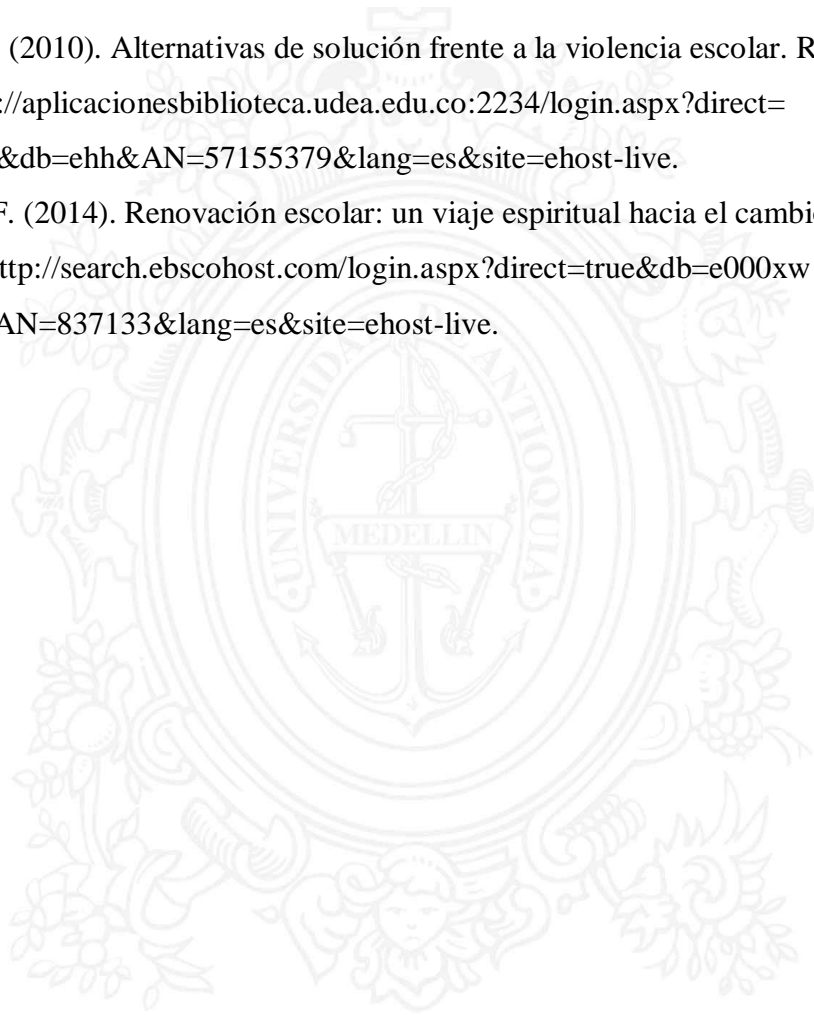 (2010). Alternativas de solución frente a la violencia escolar. R
://aplicacionesbiblioteca.udea.edu.co:2234/login.aspx?direct=
&db=ehh&AN=57155379&lang=es&site=ehost-live.
F. (2014). Renovación escolar: un viaje espiritual hacia el cambi
ttp://search.ebscohost.com/login.aspx?direct=true&db=e000xw
AN=837133&lang=es&site=ehost-live.
UNIVERSIDAD ANTIOQUIA
MEDELLIN